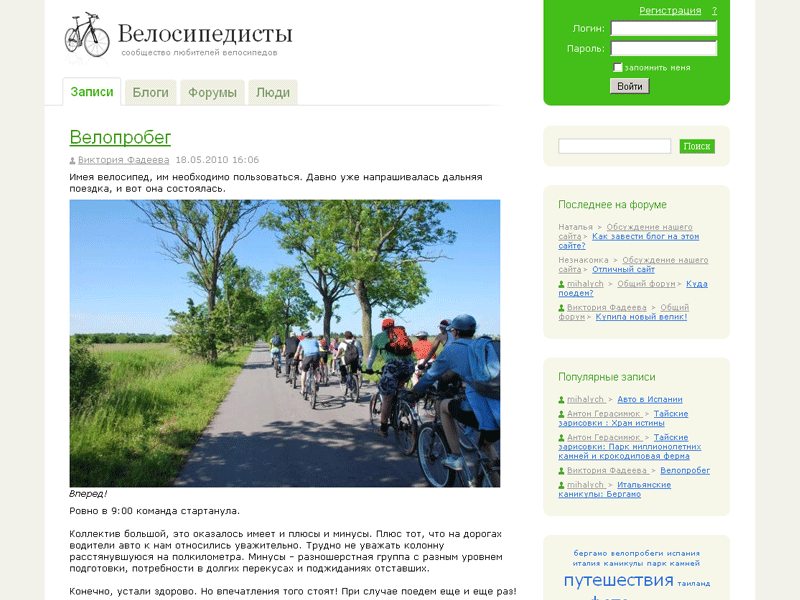 Велосипедисты
сообщество любителей велосипедов
Записи
Блоги
Форумы
Люди
Регистрация ?
Логин:
Пароль:
запомнить меня
Войти
Велопробег
Виктория Фадеева 18.05.2010 16:06
Имея велосипед, им необходимо пользоваться. Давно уже напрашивалась дальняя
поездка, и вот она состоялась.
Вперед!
Ровно в 9:00 команда стартанула.
Коллектив большой, это оказалось имеет и плюсы и минусы. Плюс тот, что на дорогах
водители авто к нам относились уважительно. Трудно не уважать колонну
расстянувшуюся на полкилометра. Минусы – разношерстная группа с разным уровнем
подготовки, потребности в долгих перекусах и поджиданиях отставших.
Конечно, устали здорово. Но впечатления того стоят! При случае поедем еще и еще раз!
Поиск
Последнее на форуме
Наталья > Обсуждение нашего
сайта > Как завести блог на этом
сайте?
Незнакомка > Обсуждение нашего
сайта > Отличный сайт
mihalych > Общий форум > Куда
поедем?
Виктория Фадеева > Общий
форум > Купила новый велик!
Популярные записи
mihalych > Авто в Испании
Антон Герасимюк > Тайские
зарисовки : Храм истины
Антон Герасимюк > Тайские
зарисовки: Парк миллионолетних
камней и крокодиловая ферма
Виктория Фадеева > Велопробег
mihalych > Итальянские
каникулы: Бергамо
бергамо велопробеги испания
италия каникулы парк камней
путешествия таиланд